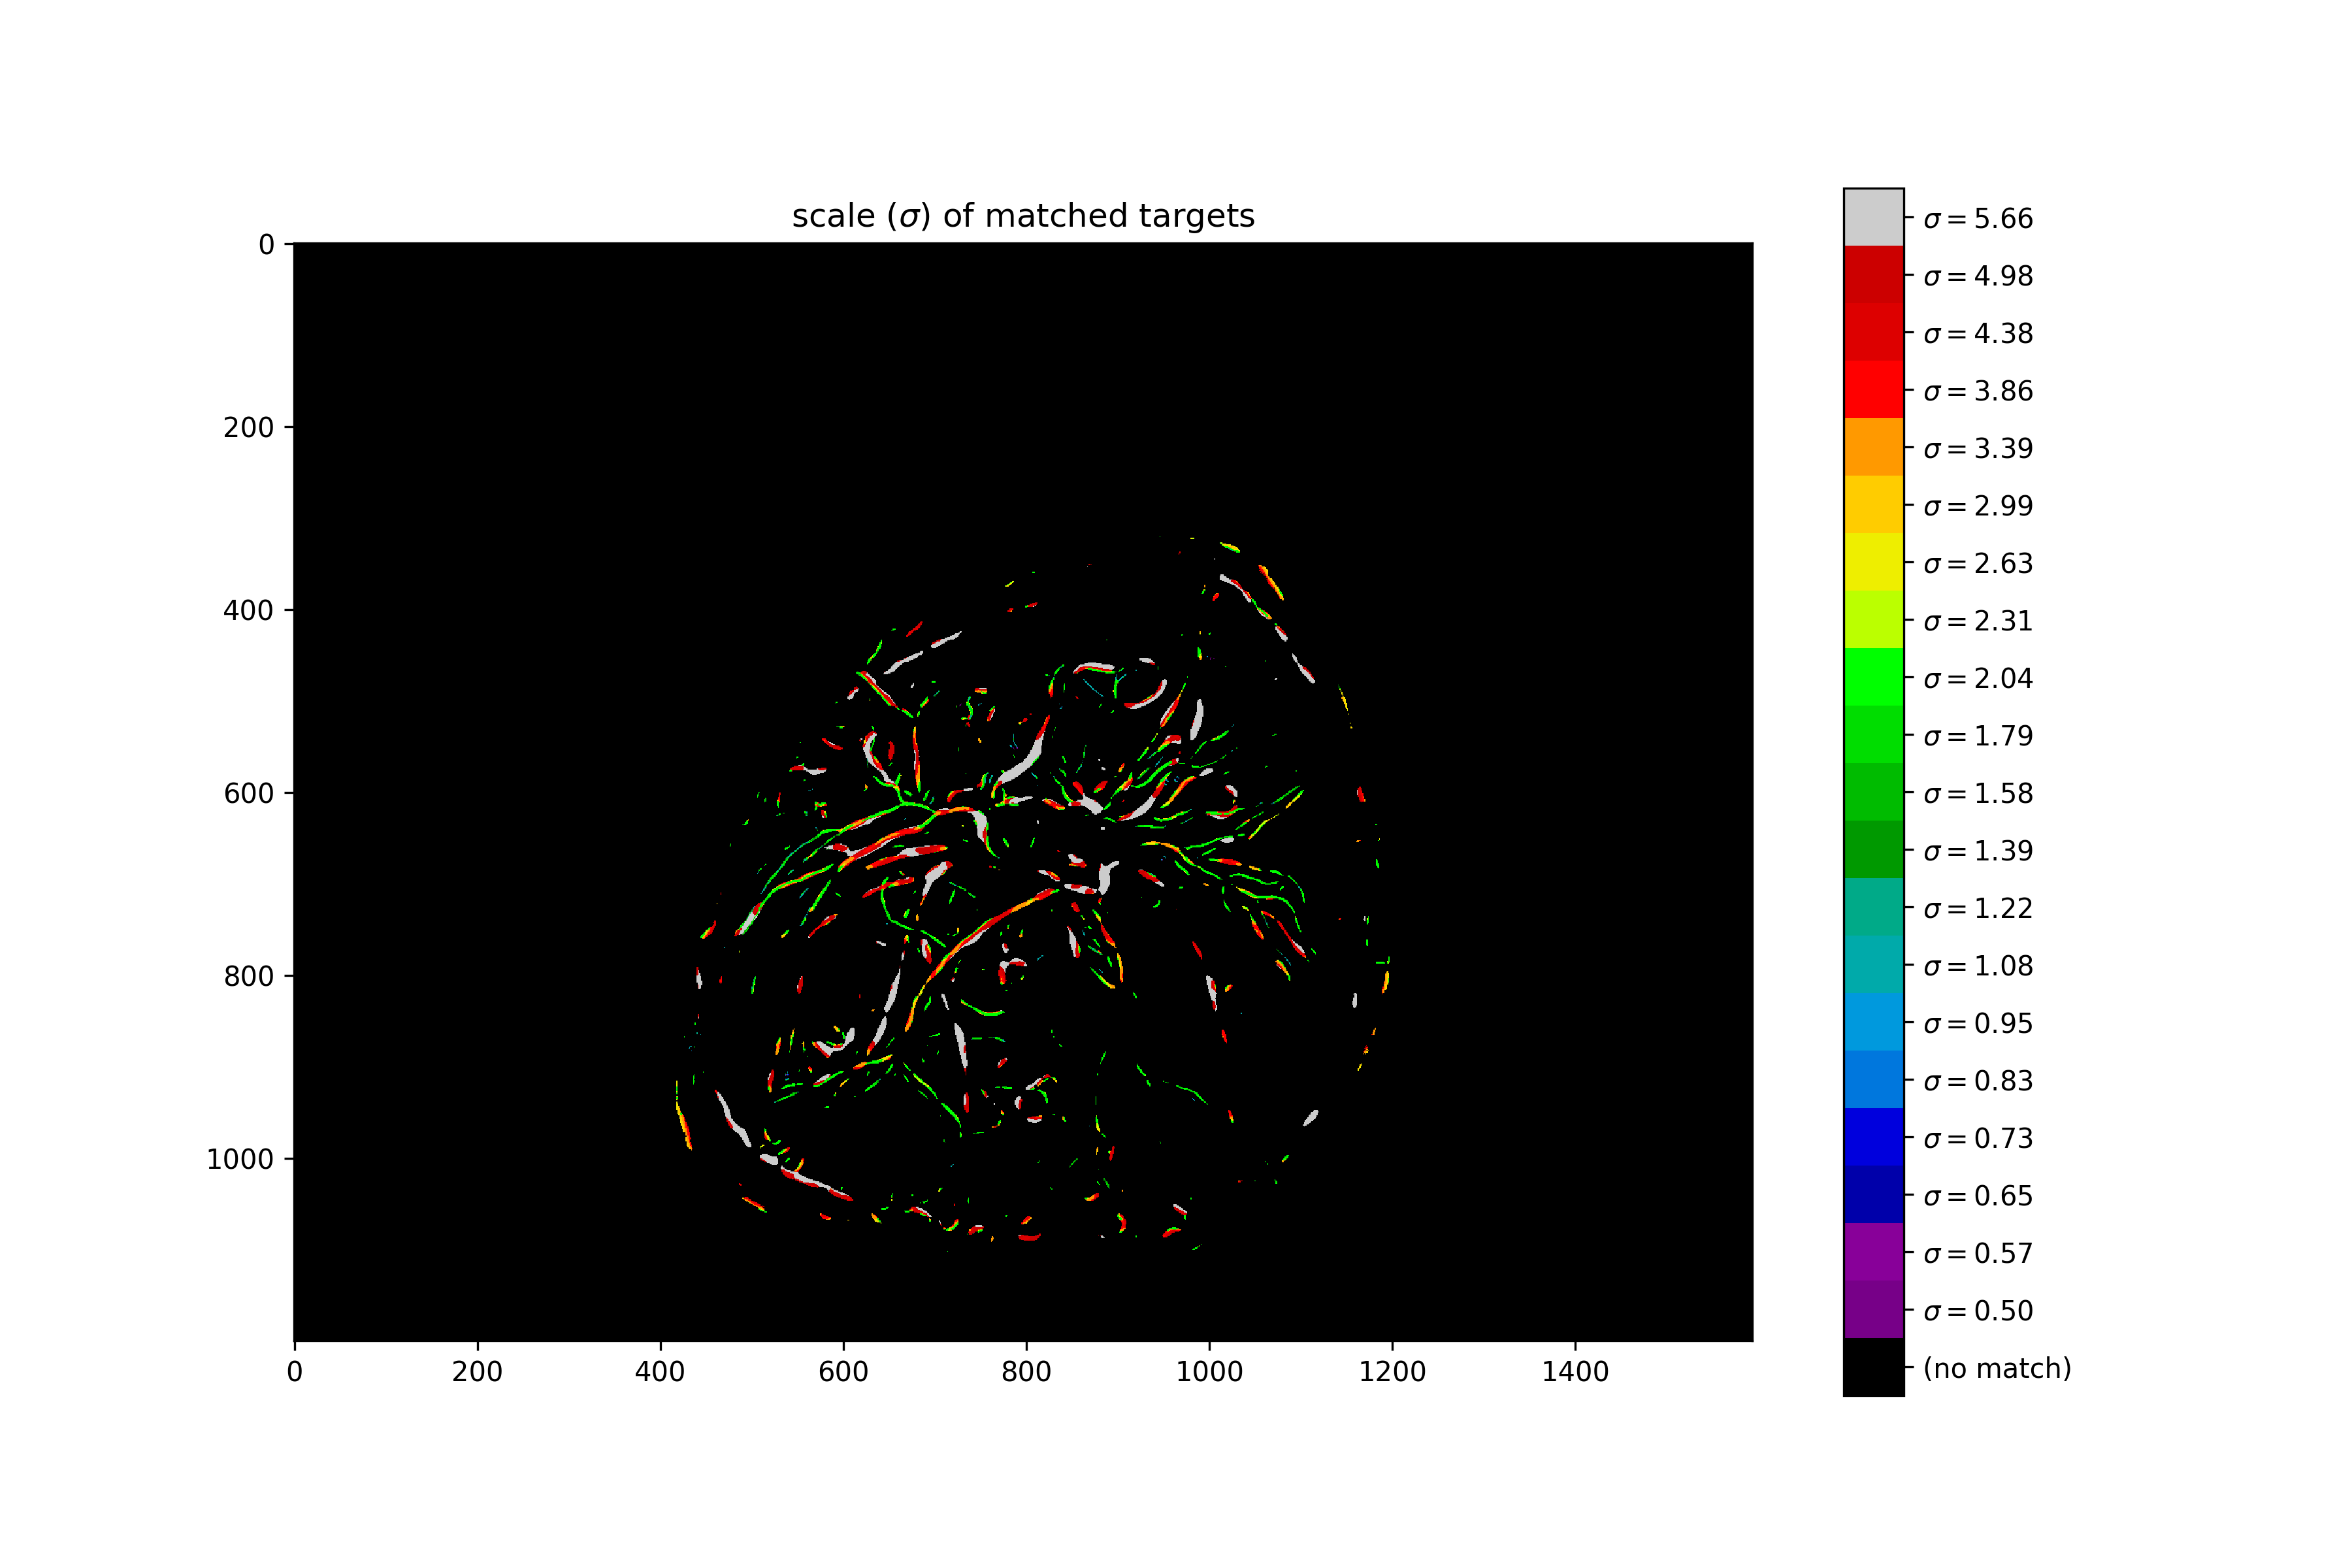 scale (σ) of matched targets
0
200
400
600
800
1000
0 200 400 600 800 1000 1200 1400
σ = 5.66
σ = 4.98
σ = 4.38
σ = 3.86
σ = 3.39
σ = 2.99
σ = 2.63
σ = 2.31
σ = 2.04
σ = 1.79
σ = 1.58
σ = 1.39
σ = 1.22
σ = 1.08
σ = 0.95
σ = 0.83
σ = 0.73
σ = 0.65
σ = 0.57
σ = 0.50
(no match)